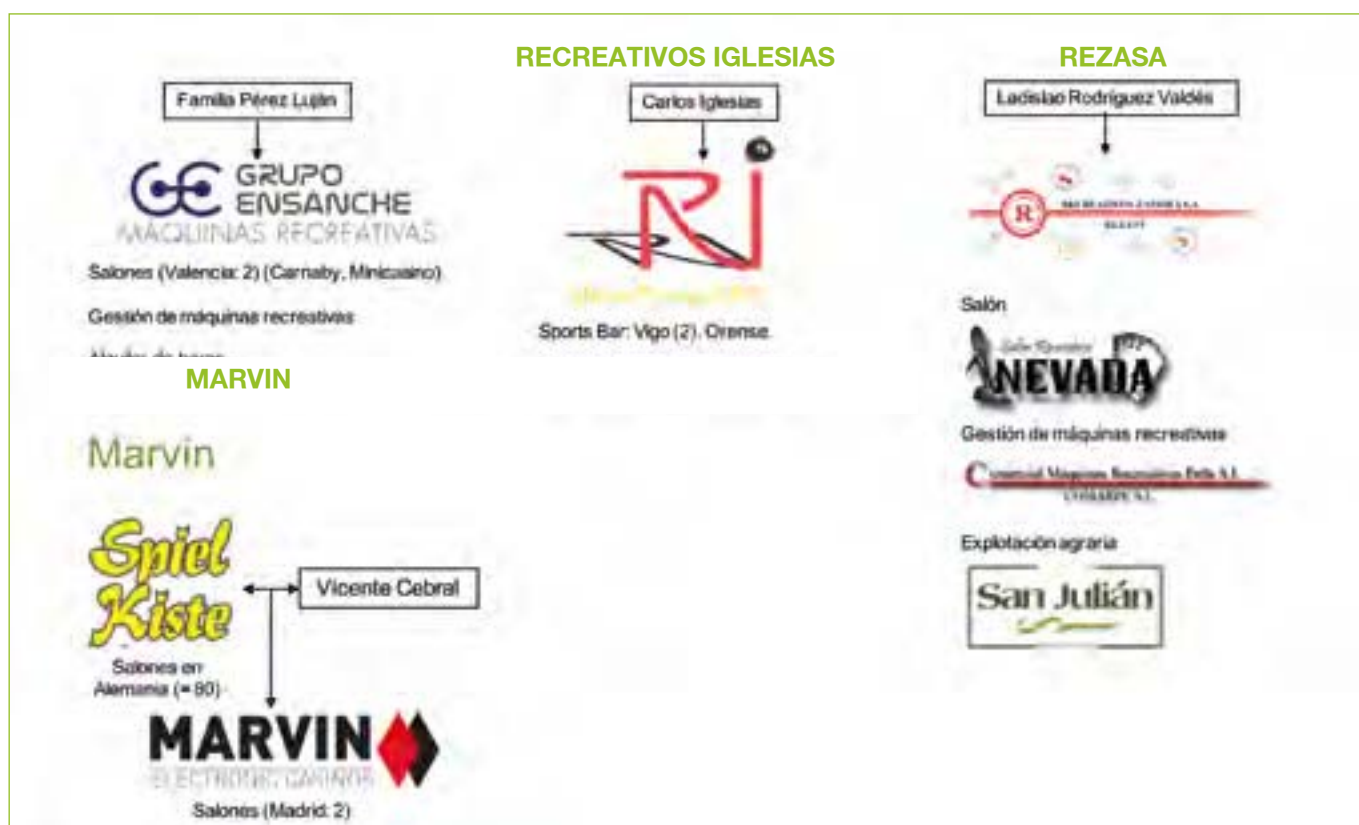 RECREATIVOS IGLESIAS
REZASA
Familia Pérez Luján
Carlos Iglesias
Ladislao Rodríguez Valdés
GRUPO
ENSANCHE
MÁQUINAS RECREATIVAS
Salones (Valencia: 2) (Carnaby, Minicasino)
Gestión de máquinas recreativas
Sports Bar: Vigo (2), Orense.
R
Salón
NEVADA
Gestión de máquinas recreativas
Explotación agraria
San Julián
MARVIN
Marvin
Spiel
Kiste
Vicente Cebral
Salones en
Alemania (= 80)
MARVIN
ELECTRONIC CASINOS
Salones (Madrid: 2)